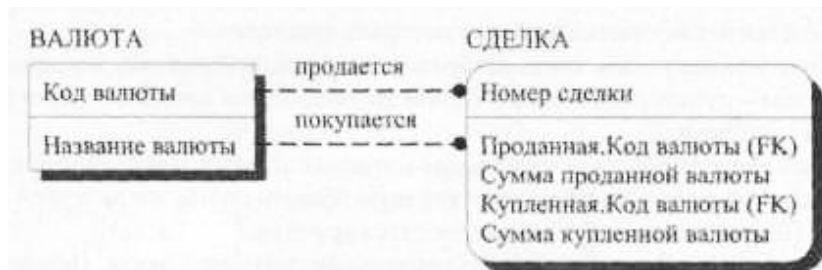 ВАЛЮТА
Код валюты
Название валюты
продается
покупается
СДЕЛКА
Номер сделки
Проданная.Код валюты (FK)
Сумма проданной валюты
Купленная.Код валюты (FK)
Сумма купленной валюты